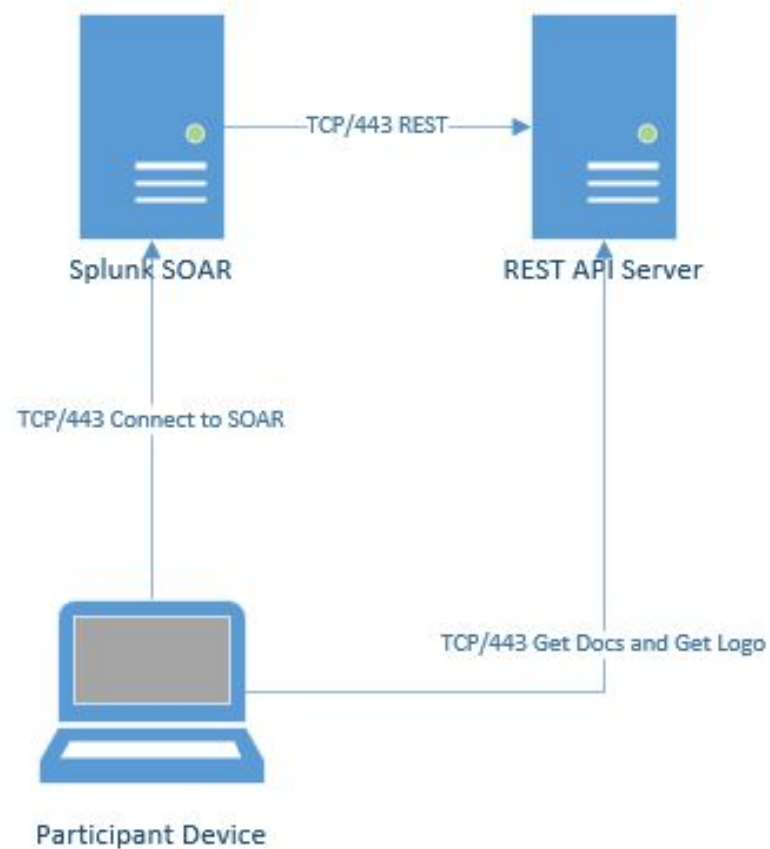 TCP/443 REST
Splunk SOAR
REST API Server
TCP/443 Connect to SOAR
TCP/443 Get Docs and Get Logo
Participant Device